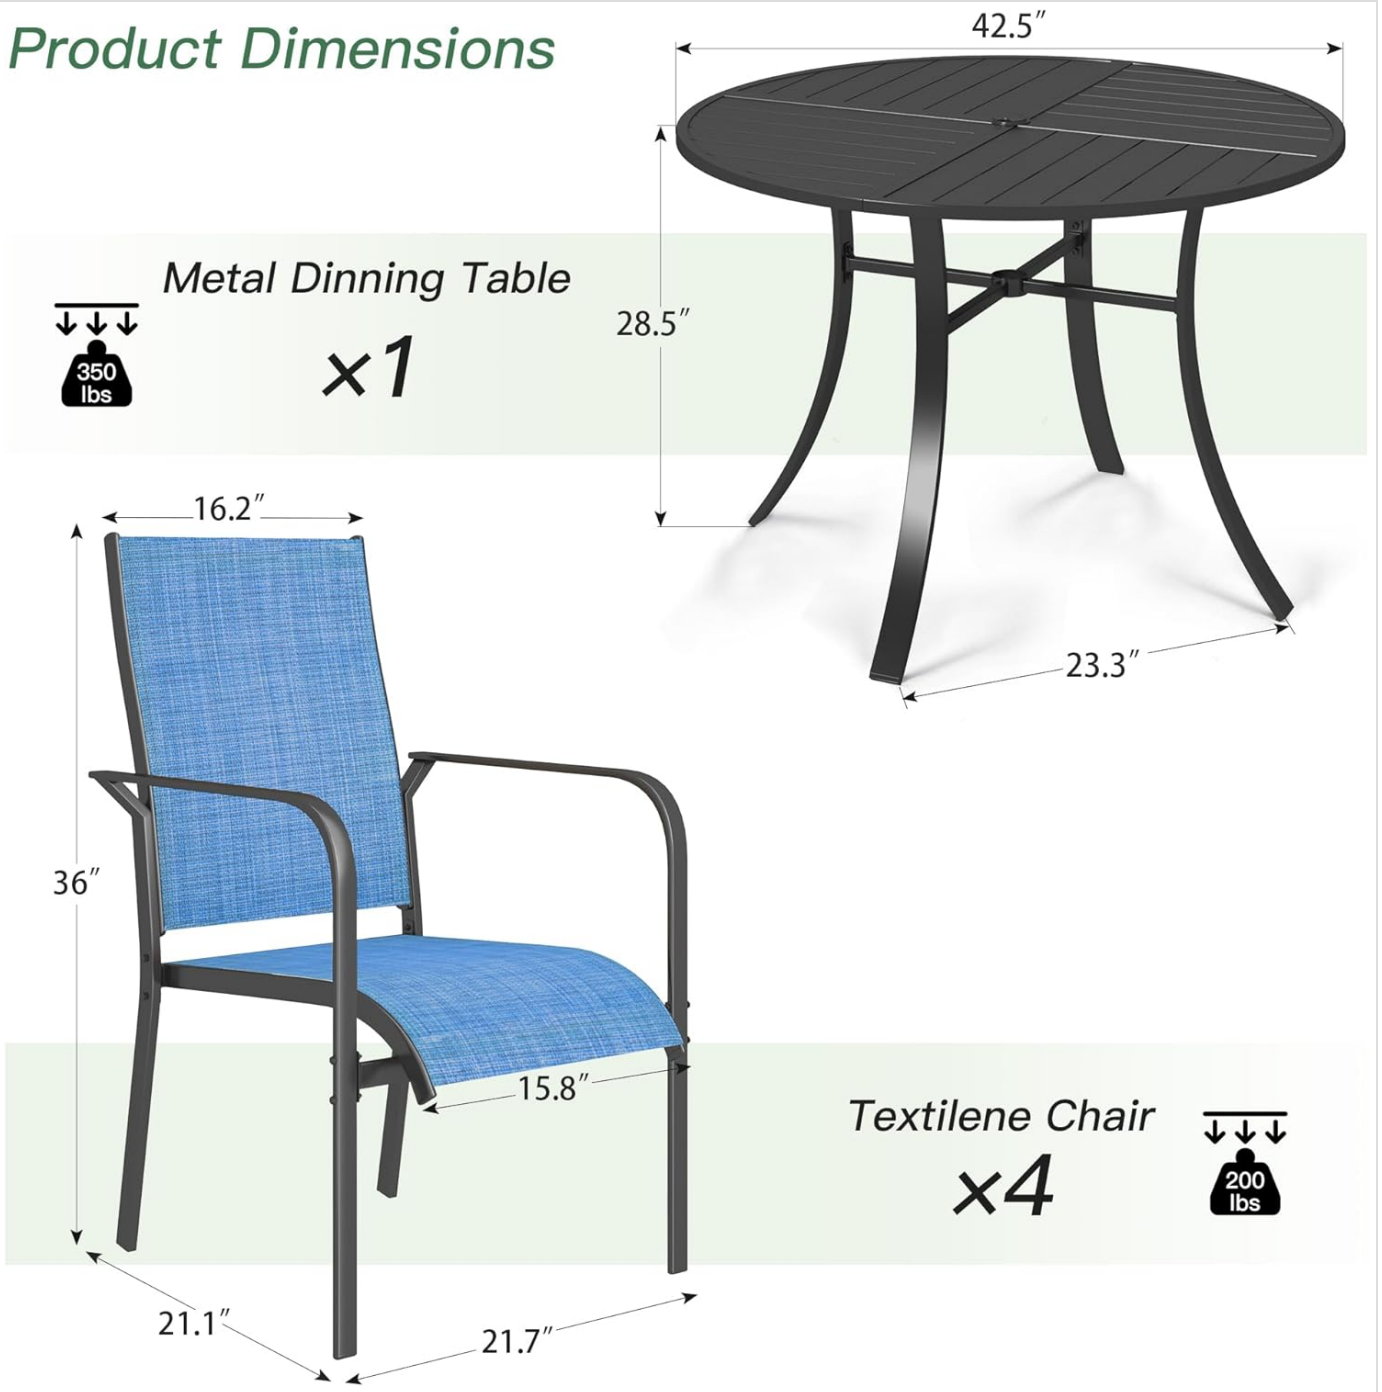 Product Dimensions
42.5″
Metal Dinning Table
×1
350
lbs
28.5″
23.3″
16.2″
36″
15.8″
21.1″
21.7″
Textilene Chair
×4
200
lbs